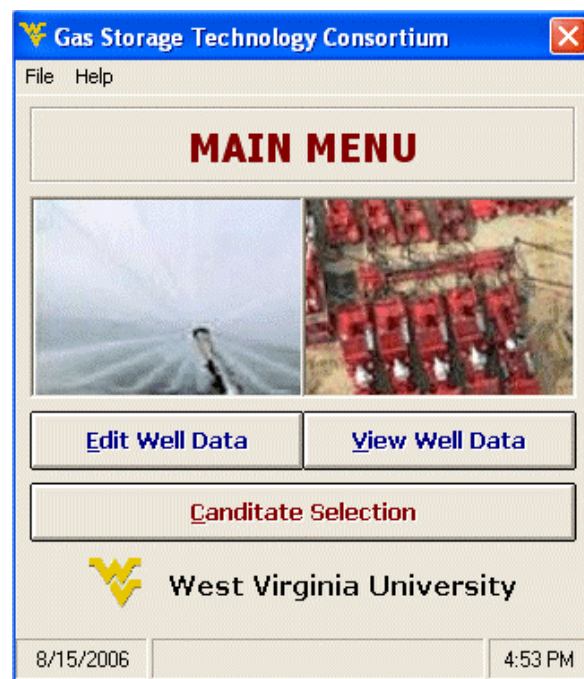 Gas Storage Technology Consortium
File Help
MAIN MENU
Edit Well Data View Well Data
Canditate Selection
West Virginia University
8/15/2006 4:53 PM